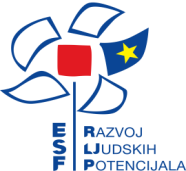 ESF
RAZVOJ
LJUDSKIH
POTENCIJALA